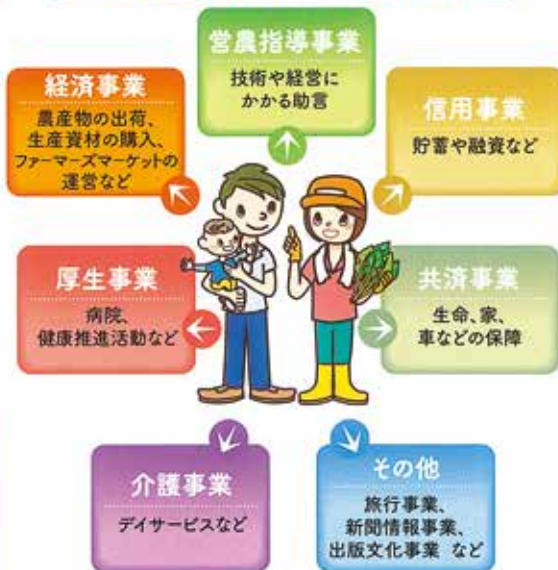 営農指導事業
技術や経営に
かかる助言
経済事業
農産物の出荷、
生産資材の購入、
ファーマーズマーケットの
運営など
信用事業
貯蓄や融資など
厚生事業
病院、
健康推進活動など
共済事業
生命、家、
車などの保障
介護事業
デイサービスなど
その他
旅行事業、
新聞情報事業、
出版文化事業 など